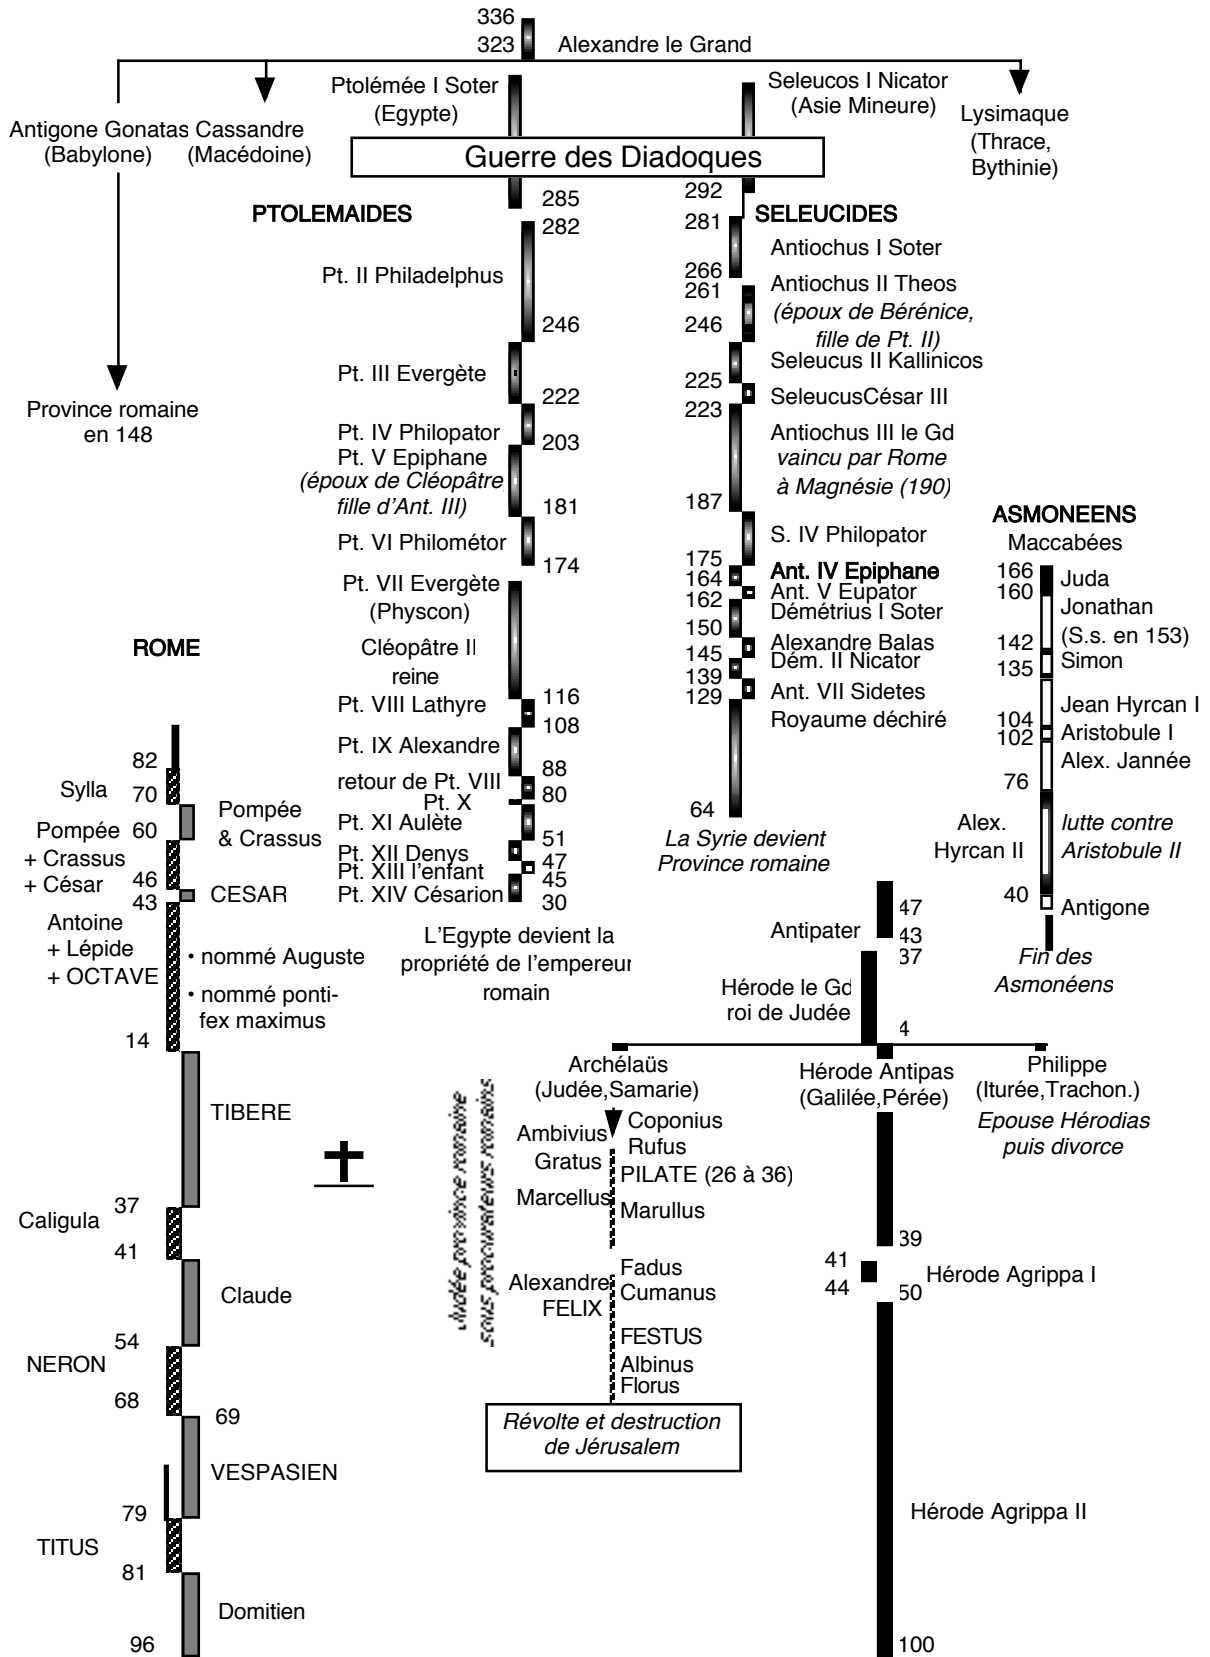 336
323
Alexandre le Grand
Ptolémée I Soter
(Egypte)
Seleucos I Nicator
(Asie Mineure)
Antigone Gonatas
(Babylone)
Cassandre
(Macédoine)
Lysimaque
(Thrace,
Bythinie)
Guerre des Diadoques
285
292
PTOLEMAIDES
282
Pt. II Philadelphus
246
Pt. III Evergète
222
Pt. IV Philopator
203
Pt. V Epiphane
(époux de Cléopâtre,
fille d'Ant. III)
181
Pt. VI Philométor
174
Pt. VII Evergète
(Physcon)
Cléopâtre II
reine
116
Pt. VIII Lathyre
108
Pt. IX Alexandre
88
retour de Pt. VIII
80
Pt. X
Pt. XI Aulète
51
Pt. XII Denys
47
Pt. XIII l'enfant
45
Pt. XIV Césarion
30
L'Egypte devient la
propriété de l'empereur
romain
SELEUCIDES
281
Antiochus I Soter
266
261
Antiochus II Theos
(époux de Bérénice,
fille de Pt. II)
246
Seleucus II Kallinicos
225
SeleucusCésar III
223
Antiochus III le Gd
vaincu par Rome
à Magnésie (190)
187
S. IV Philopator
175
Ant. IV Epiphane
164
Ant. V Eupator
162
Démétrius I Soter
150
Alexandre Balas
145
Dém. II Nicator
139
Ant. VII Sidetes
129
Royaume déchiré
64
La Syrie devient
Province romaine
Province romaine
en 148
ASMONEENS
Maccabées
166
Juda
160
Jonathan
(S.s. en 153)
142
Simon
135
Jean Hyrcan I
104
Aristobule I
102
Alex. Jannée
76
Alex.
Hyrcan II
lutte contre
Aristobule II
40
Antigone
Fin des
Asmonéens
47
Antipater
43
37
Hérode le Gd
roi de Judée
4
Archélaüs
(Judée,Samarie)
Hérode Antipas
(Galilée,Pérée)
Philippe
(Iturée,Trachon.)
Epouse Hérodias
puis divorce
Judée province romaine
sous procurateurs romains
Coponius
Ambivius
Rufus
Gratus
PILATE (26 à 36)
Marcellus
Marullus
Fadus
Alexandre
Cumanus
FELIX
FESTUS
Albinus
Florus
Révolte et destruction
de Jérusalem
39
41
Hérode Agrippa I
44
50
Hérode Agrippa II
100
ROME
82
Sylla
70
Pompée
& Crassus
60
Pompée
+ Crassus
+ César
46
CESAR
43
Antoine
+ Lépide
+ OCTAVE
• nommé Auguste
• nommé ponti-
fex maximus
14
TIBERE
37
Caligula
41
Claude
54
NERON
68
69
VESPASIEN
79
TITUS
81
Domitien
96